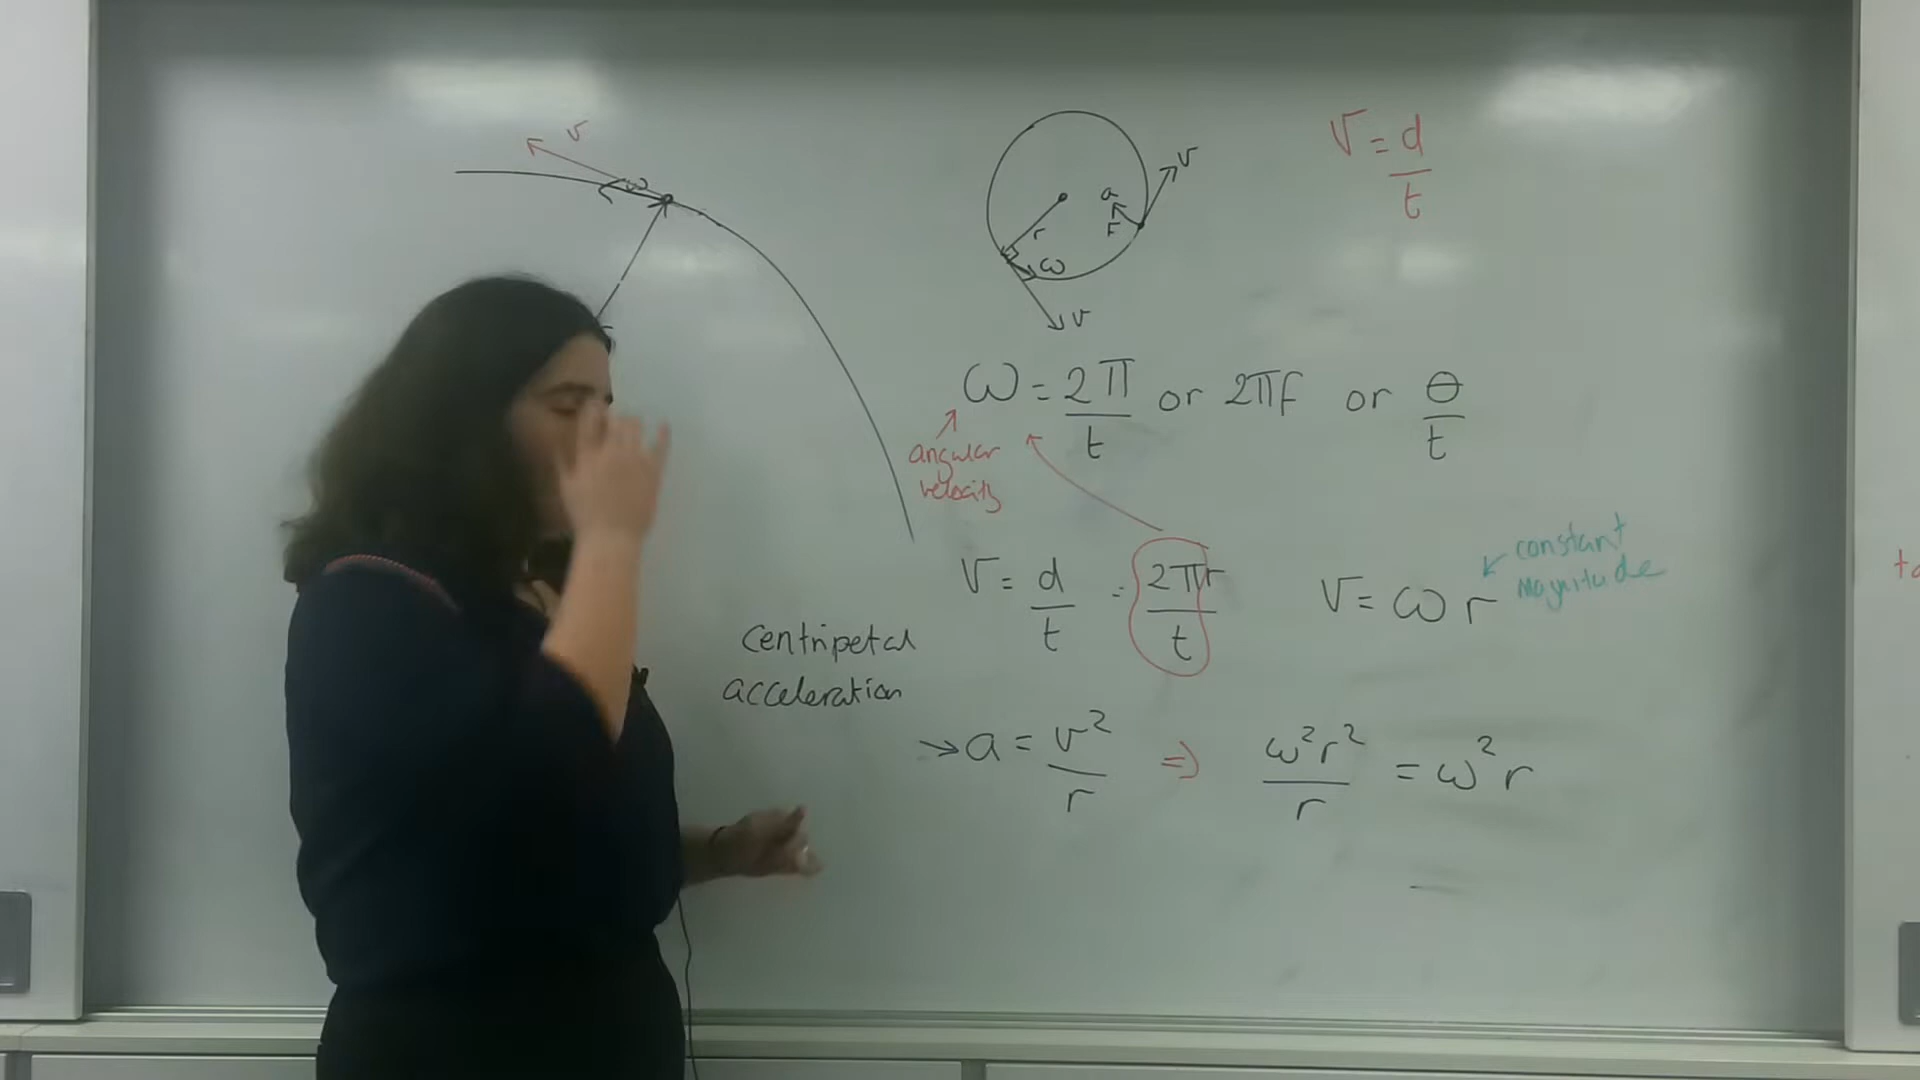 v
ω
v
a
r
F
ω
v
v = d/t
ω = 2π/t or 2πf or θ/t
angular
velocity
v = d/t = 2πr/t
v = ω r
constant
magnitude
centripetal
acceleration
→ a = v²/r ⇒ ω²r²/r = ω²r